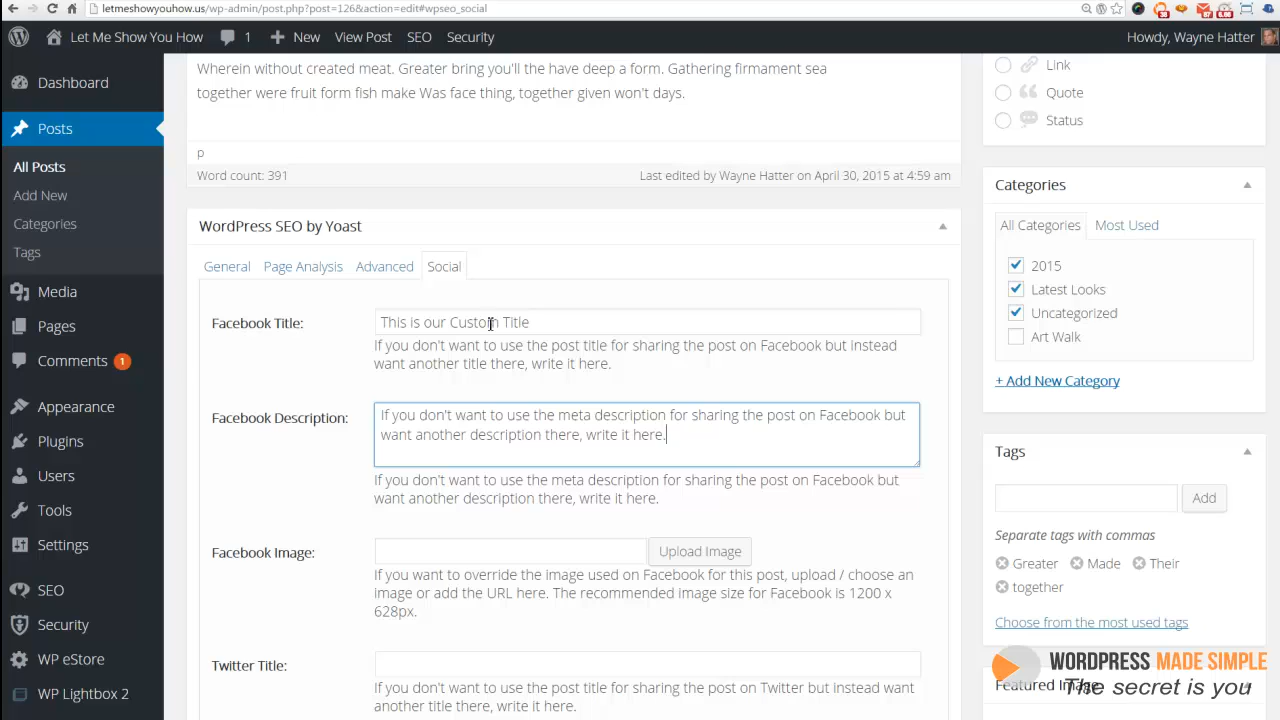 letmeshowyouhow.us/wp-admin/post.php?post=126&action=edit#wpseo_social
Let Me Show You How
1
New
View Post
SEO
Security
Howdy, Wayne Hatter
Dashboard
Posts
All Posts
Add New
Categories
Tags
Media
Pages
Comments 1
Appearance
Plugins
Users
Tools
Settings
SEO
Security
WP eStore
WP Lightbox 2
Wherein without created meat. Greater bring you'll the have deep a form. Gathering firmament sea
together were fruit form fish make Was face thing, together given won't days.
p
Word count: 391
Last edited by Wayne Hatter on April 30, 2015 at 4:59 am
WordPress SEO by Yoast
General
Page Analysis
Advanced
Social
Facebook Title:
This is our Custom Title
If you don't want to use the post title for sharing the post on Facebook but instead
want another title there, write it here.
Facebook Description:
If you don't want to use the meta description for sharing the post on Facebook but
want another description there, write it here.
If you don't want to use the meta description for sharing the post on Facebook but
want another description there, write it here.
Facebook Image:
Upload Image
If you want to override the image used on Facebook for this post, upload / choose an
image or add the URL here. The recommended image size for Facebook is 1200 x
628px.
Twitter Title:
If you don't want to use the post title for sharing the post on Twitter but instead want
another title there, write it here.
Link
Quote
Status
Categories
All Categories
Most Used
2015
Latest Looks
Uncategorized
Art Walk
+ Add New Category
Tags
Add
Separate tags with commas
Greater
Made
Their
together
Choose from the most used tags
Featured Image
WORDPRESS MADE SIMPLE
The secret is you